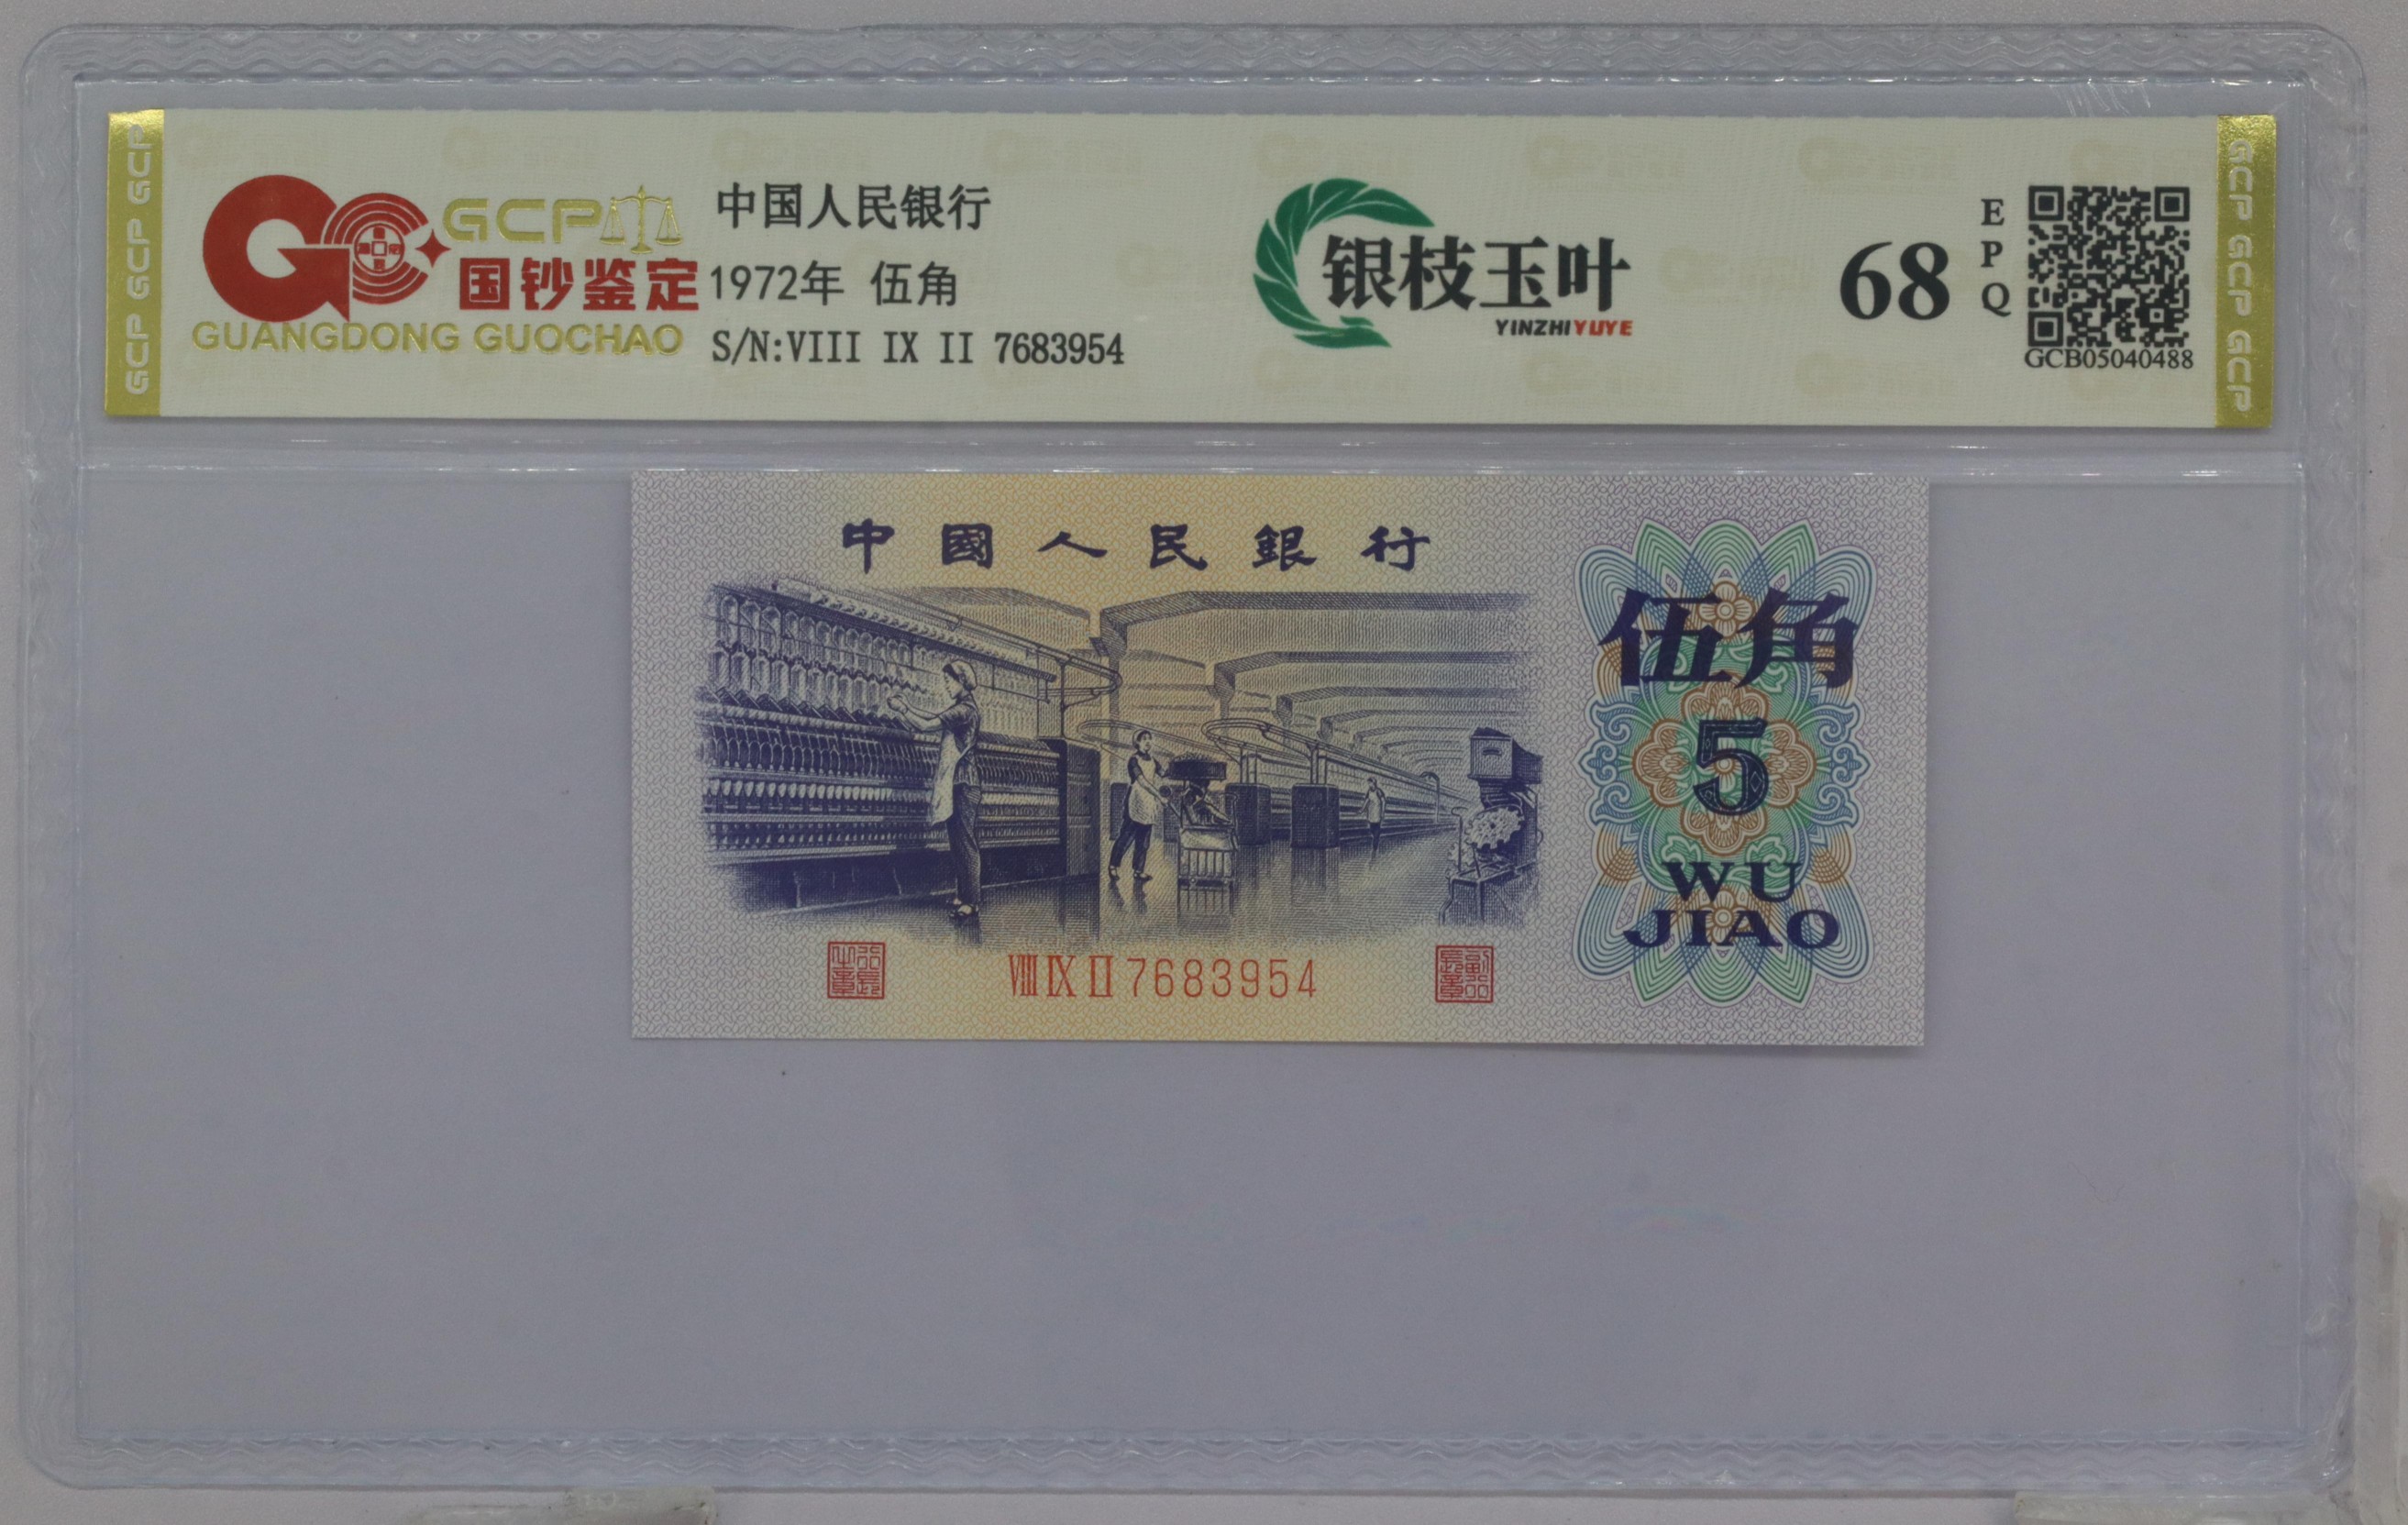 GCP GCP GCP
GCP
国钞鉴定
GUANGDONG GUOCHAO
中国人民银行
1972年 伍角
S/N:VIII IX II 7683954
银枝玉叶
YINZHIYUYE
68
EPQ
GCB05040488
GCP GCP GCP
中國人民銀行
伍角
5
WU
JIAO
VIII IX II 7683954